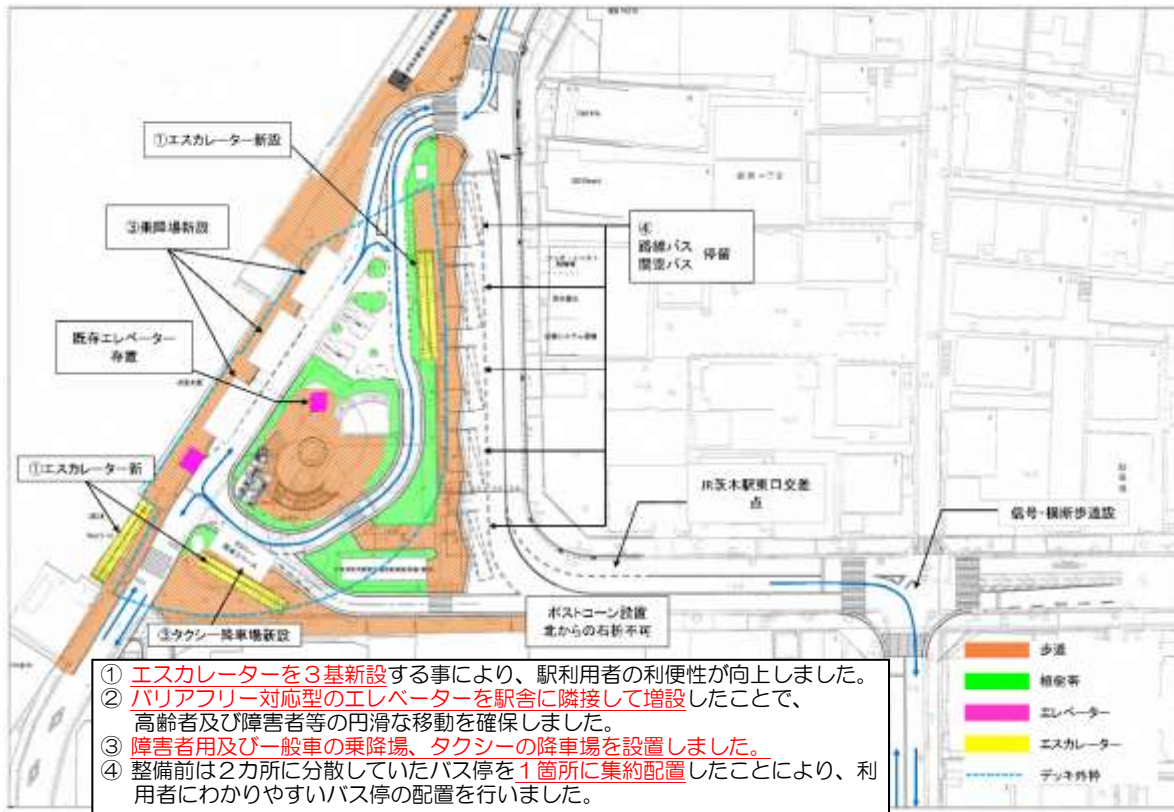 ①エスカレーター新設
③乗降場新設
④
路線バス
関空バス
停留
既存エレベーター
存置
①エスカレーター新
JR茨木駅東口交差
点
信号・横断歩道設
③タクシー降車場新設
ポストコーン設置
北からの右折不可
歩道
植樹帯
エレベーター
エスカレーター
デッキ外枠
① エスカレーターを３基新設する事により、駅利用者の利便性が向上しました。
② バリアフリー対応型のエレベーターを駅舎に隣接して増設したことで、
高齢者及び障害者等の円滑な移動を確保しました。
③ 障害者用及び一般車の乗降場、タクシーの降車場を設置しました。
④ 整備前は２カ所に分散していたバス停を１箇所に集約配置したことにより、利
用者にわかりやすいバス停の配置を行いました。